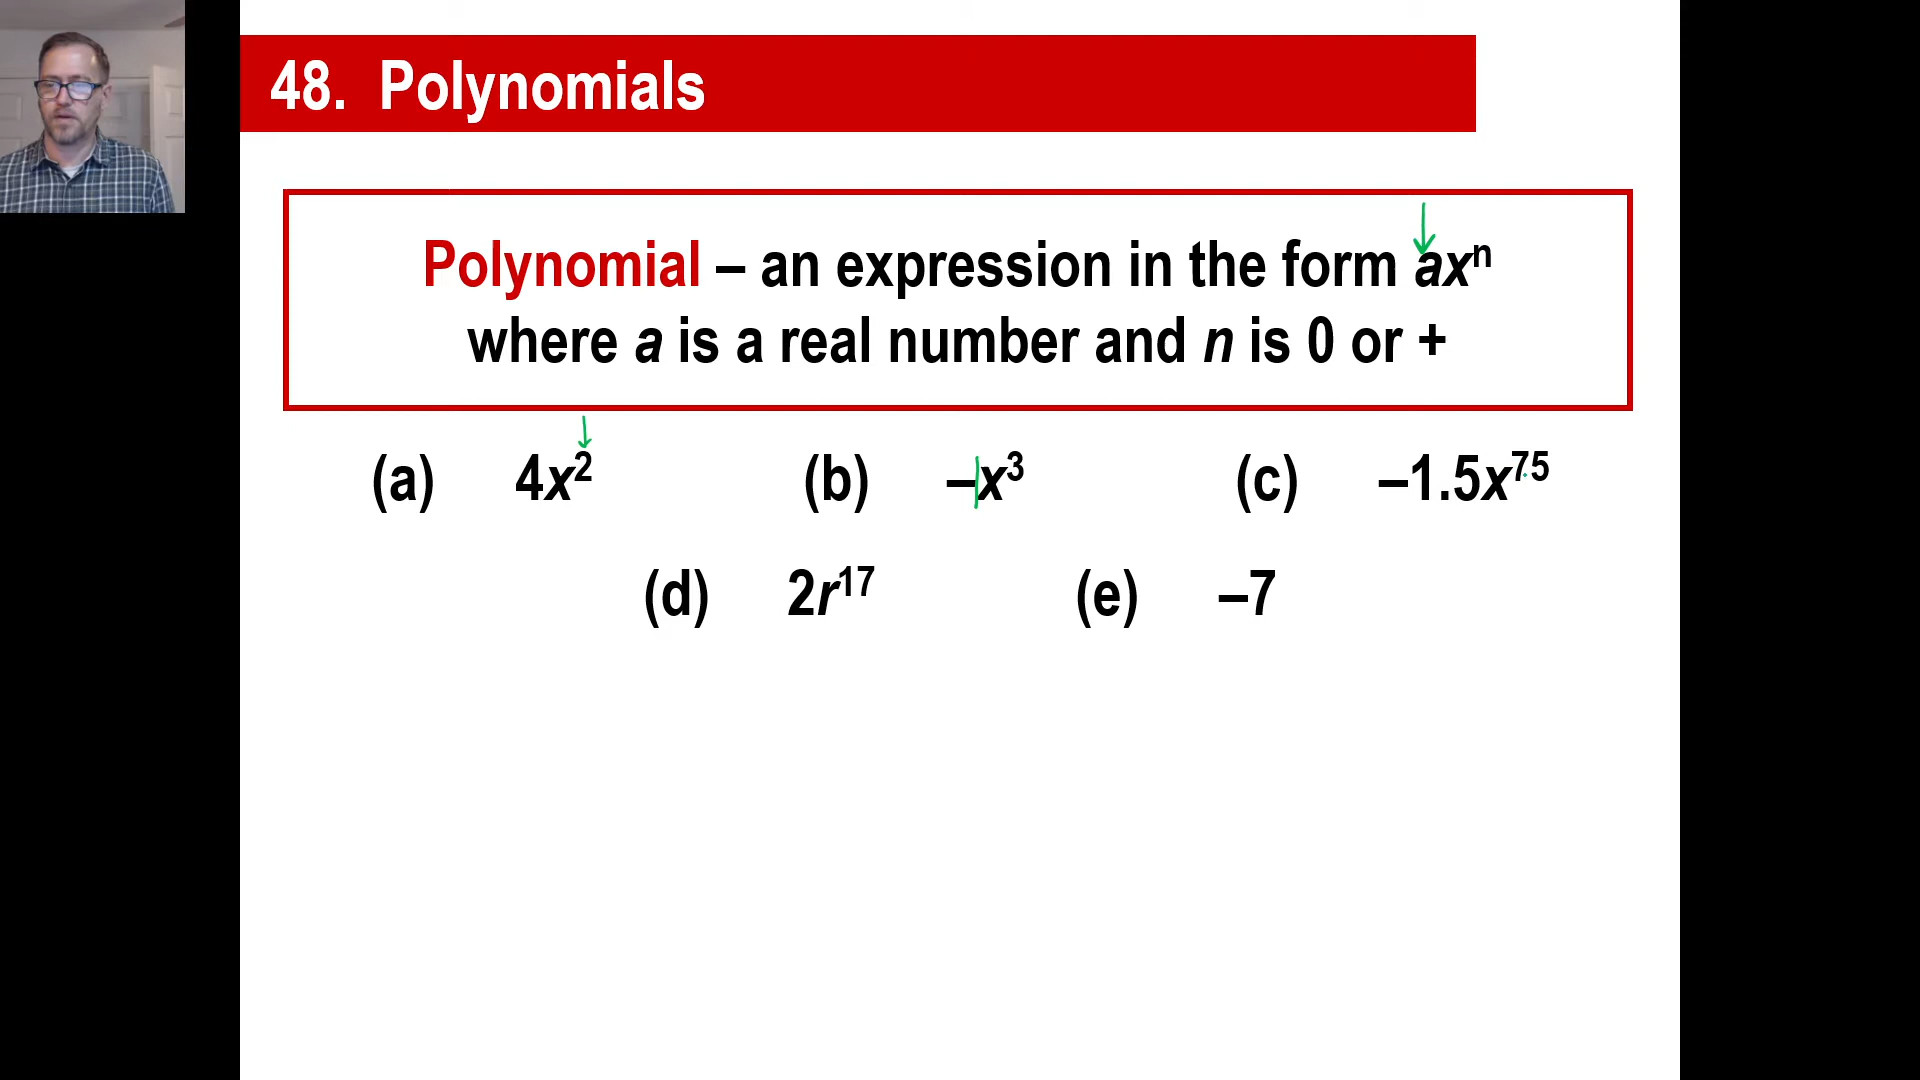 48. Polynomials
Polynomial – an expression in the form axⁿ
where a is a real number and n is 0 or +
(a) 4x² (b) –|x³ (c) –1.5x⁷⁵
(d) 2r¹⁷ (e) –7